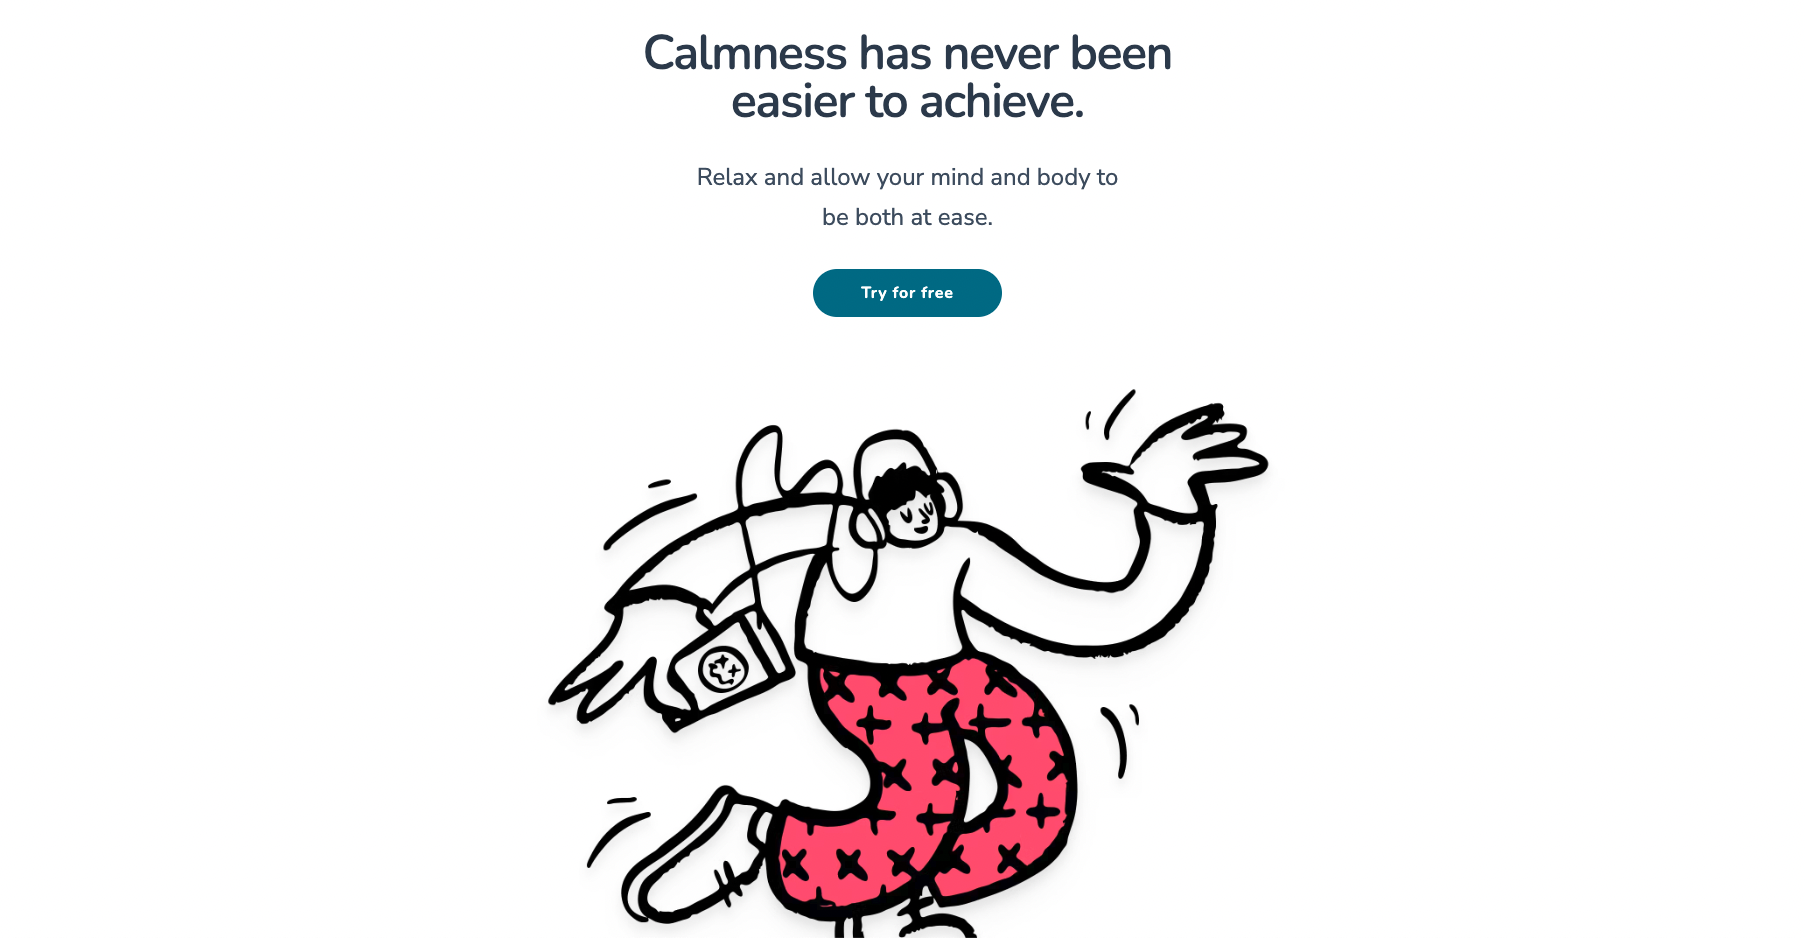 Calmness has never been
easier to achieve.
Relax and allow your mind and body to
be both at ease.
Try for free